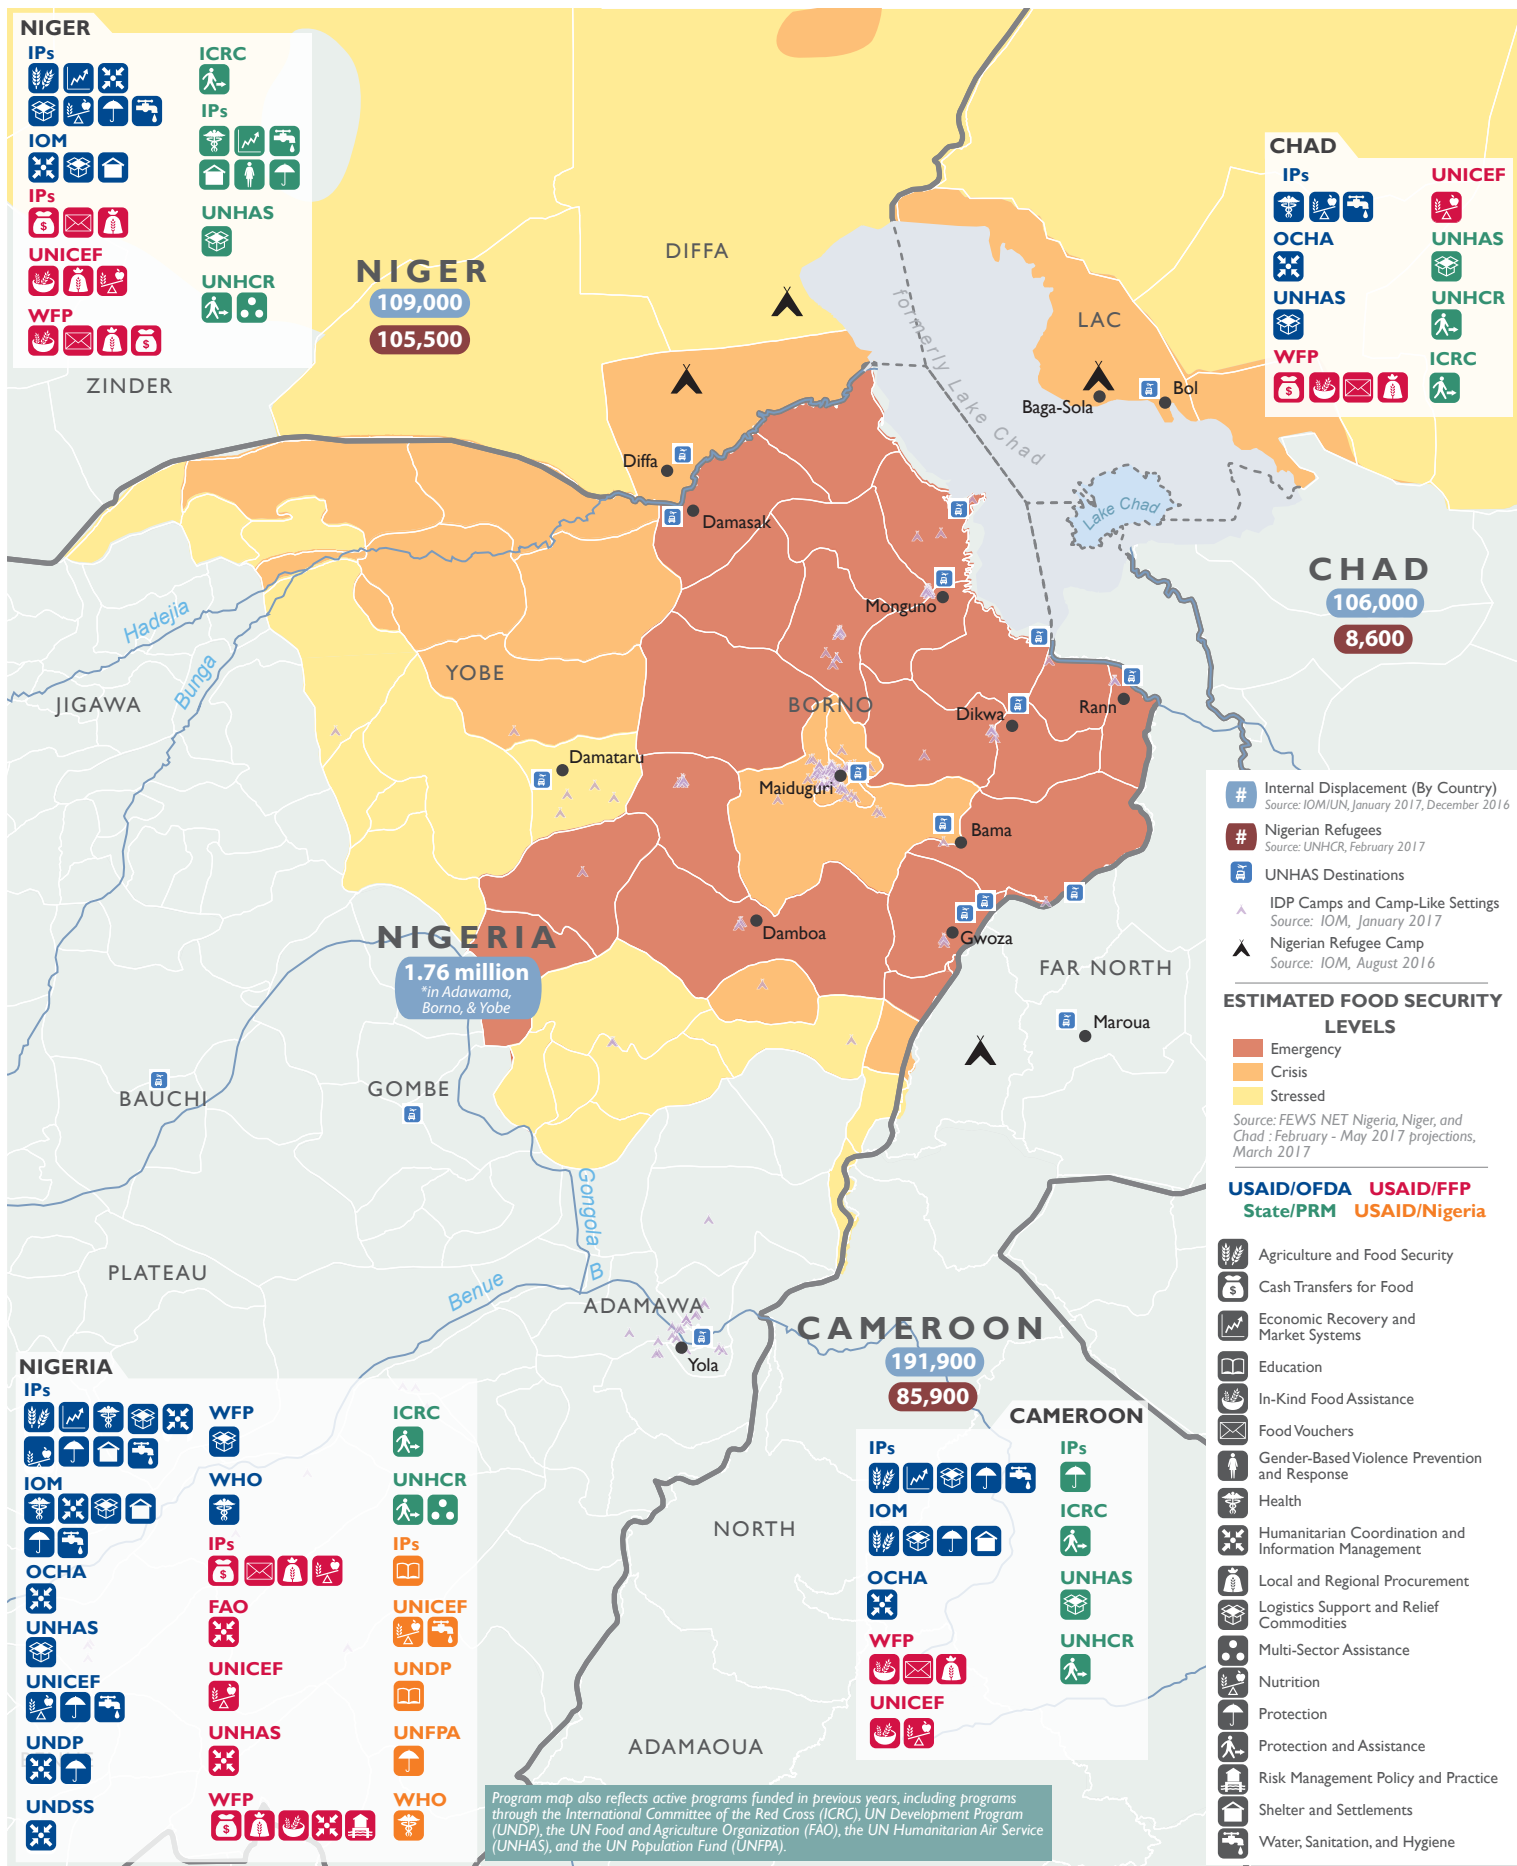 NIGER
IPs
ICRC
IPs
IOM
IPs
UNHAS
UNICEF
UNHCR
WFP
CHAD
IPs
UNICEF
OCHA
UNHAS
UNHAS
UNHCR
WFP
ICRC
DIFFA
NIGER
109,000
105,500
ZINDER
formerly Lake Chad
LAC
Bol
Baga-Sola
Diffa
Damasak
Lake Chad
CHAD
106,000
8,600
Hadejia
Bunga
Monguno
YOBE
JIGAWA
BORNO
Dikwa
Rann
Damataru
Maiduguri
Bama
Damboa
Gwoza
NIGERIA
1.76 million
*in Adawama,
Borno, & Yobe
FAR NORTH
Maroua
BAUCHI
GOMBE
Gongola
B
PLATEAU
Benue
ADAMAWA
Yola
CAMEROON
191,900
85,900
NORTH
ADAMAOUA
# Internal Displacement (By Country)
Source: IOM/UN, January 2017, December 2016
# Nigerian Refugees
Source: UNHCR, February 2017
UNHAS Destinations
IDP Camps and Camp-Like Settings
Source: IOM, January 2017
Nigerian Refugee Camp
Source: IOM, August 2016
ESTIMATED FOOD SECURITY
LEVELS
Emergency
Crisis
Stressed
Source: FEWS NET Nigeria, Niger, and
Chad : February - May 2017 projections,
March 2017
USAID/OFDA USAID/FFP
State/PRM USAID/Nigeria
Agriculture and Food Security
Cash Transfers for Food
Economic Recovery and
Market Systems
Education
In-Kind Food Assistance
Food Vouchers
Gender-Based Violence Prevention
and Response
Health
Humanitarian Coordination and
Information Management
Local and Regional Procurement
Logistics Support and Relief
Commodities
Multi-Sector Assistance
Nutrition
Protection
Protection and Assistance
Risk Management Policy and Practice
Shelter and Settlements
Water, Sanitation, and Hygiene
NIGERIA
IPs
IOM
OCHA
UNHAS
UNICEF
UNDP
UNDSS
WFP
WHO
IPs
FAO
UNICEF
UNHAS
WFP
ICRC
UNHCR
IPs
UNICEF
UNDP
UNFPA
WHO
CAMEROON
IPs
IOM
OCHA
WFP
UNICEF
IPs
ICRC
UNHAS
UNHCR
Program map also reflects active programs funded in previous years, including programs
through the International Committee of the Red Cross (ICRC), UN Development Program
(UNDP), the UN Food and Agriculture Organization (FAO), the UN Humanitarian Air Service
(UNHAS), and the UN Population Fund (UNFPA).